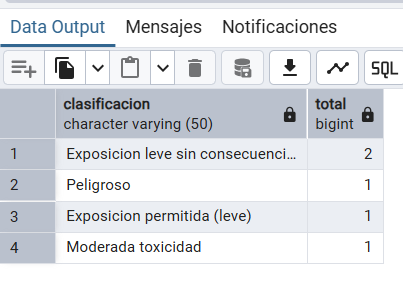 Data Output Mensajes Notificaciones
SQL
clasificacion total
character varying (50) bigint
1 Exposicion leve sin consecuenci... 2
2 Peligroso 1
3 Exposicion permitida (leve) 1
4 Moderada toxicidad 1